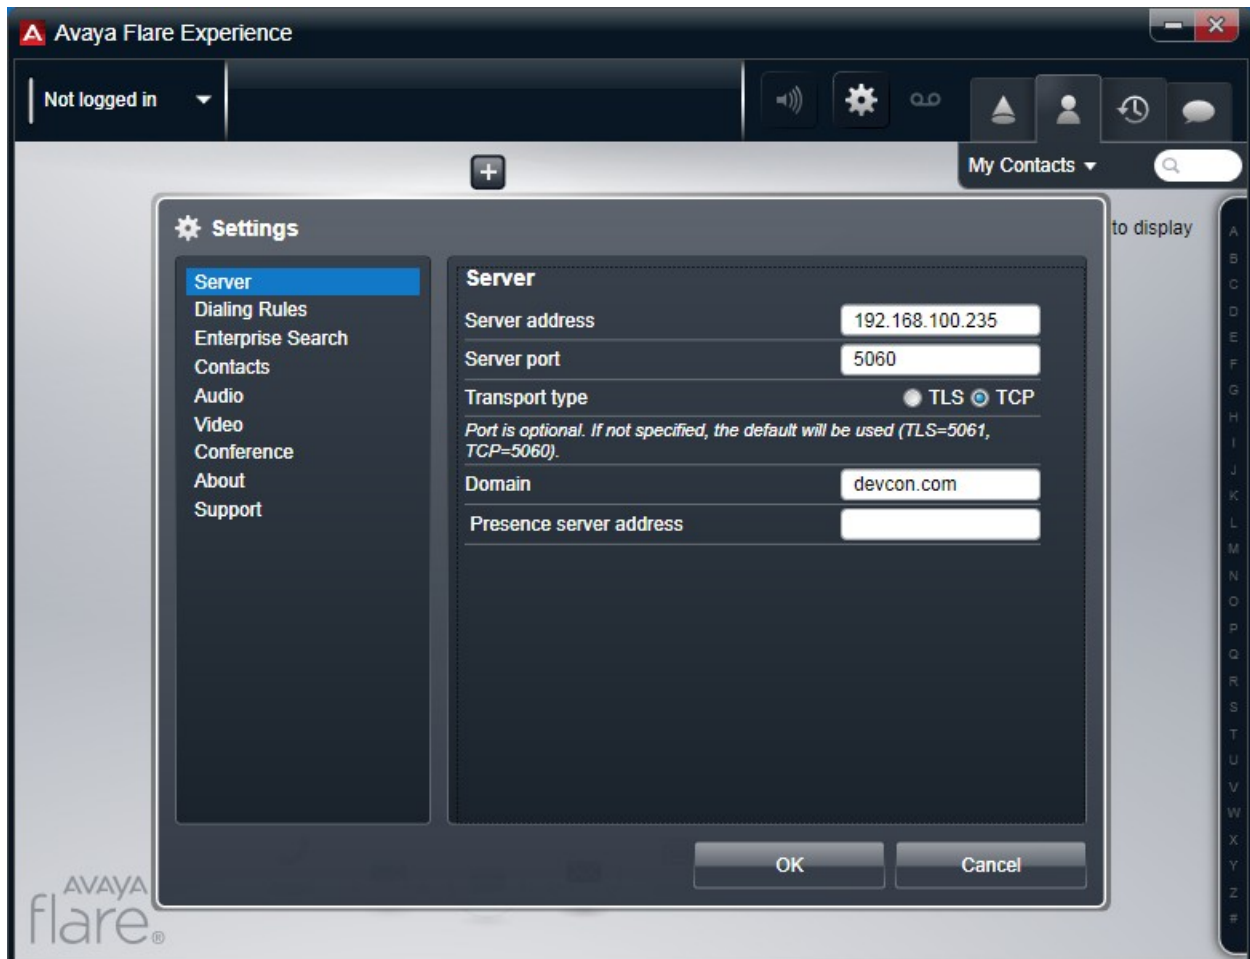 Avaya Flare Experience
Not logged in
My Contacts
to display
Settings
Server
Dialing Rules
Enterprise Search
Contacts
Audio
Video
Conference
About
Support
Server
Server address 192.168.100.235
Server port 5060
Transport type TLS TCP
Port is optional. If not specified, the default will be used (TLS=5061,
TCP=5060).
Domain devcon.com
Presence server address
OK Cancel
A
B
C
D
E
F
G
H
I
J
K
L
M
N
O
P
Q
R
S
T
U
V
W
X
Y
Z
#
AVAYA
flare®